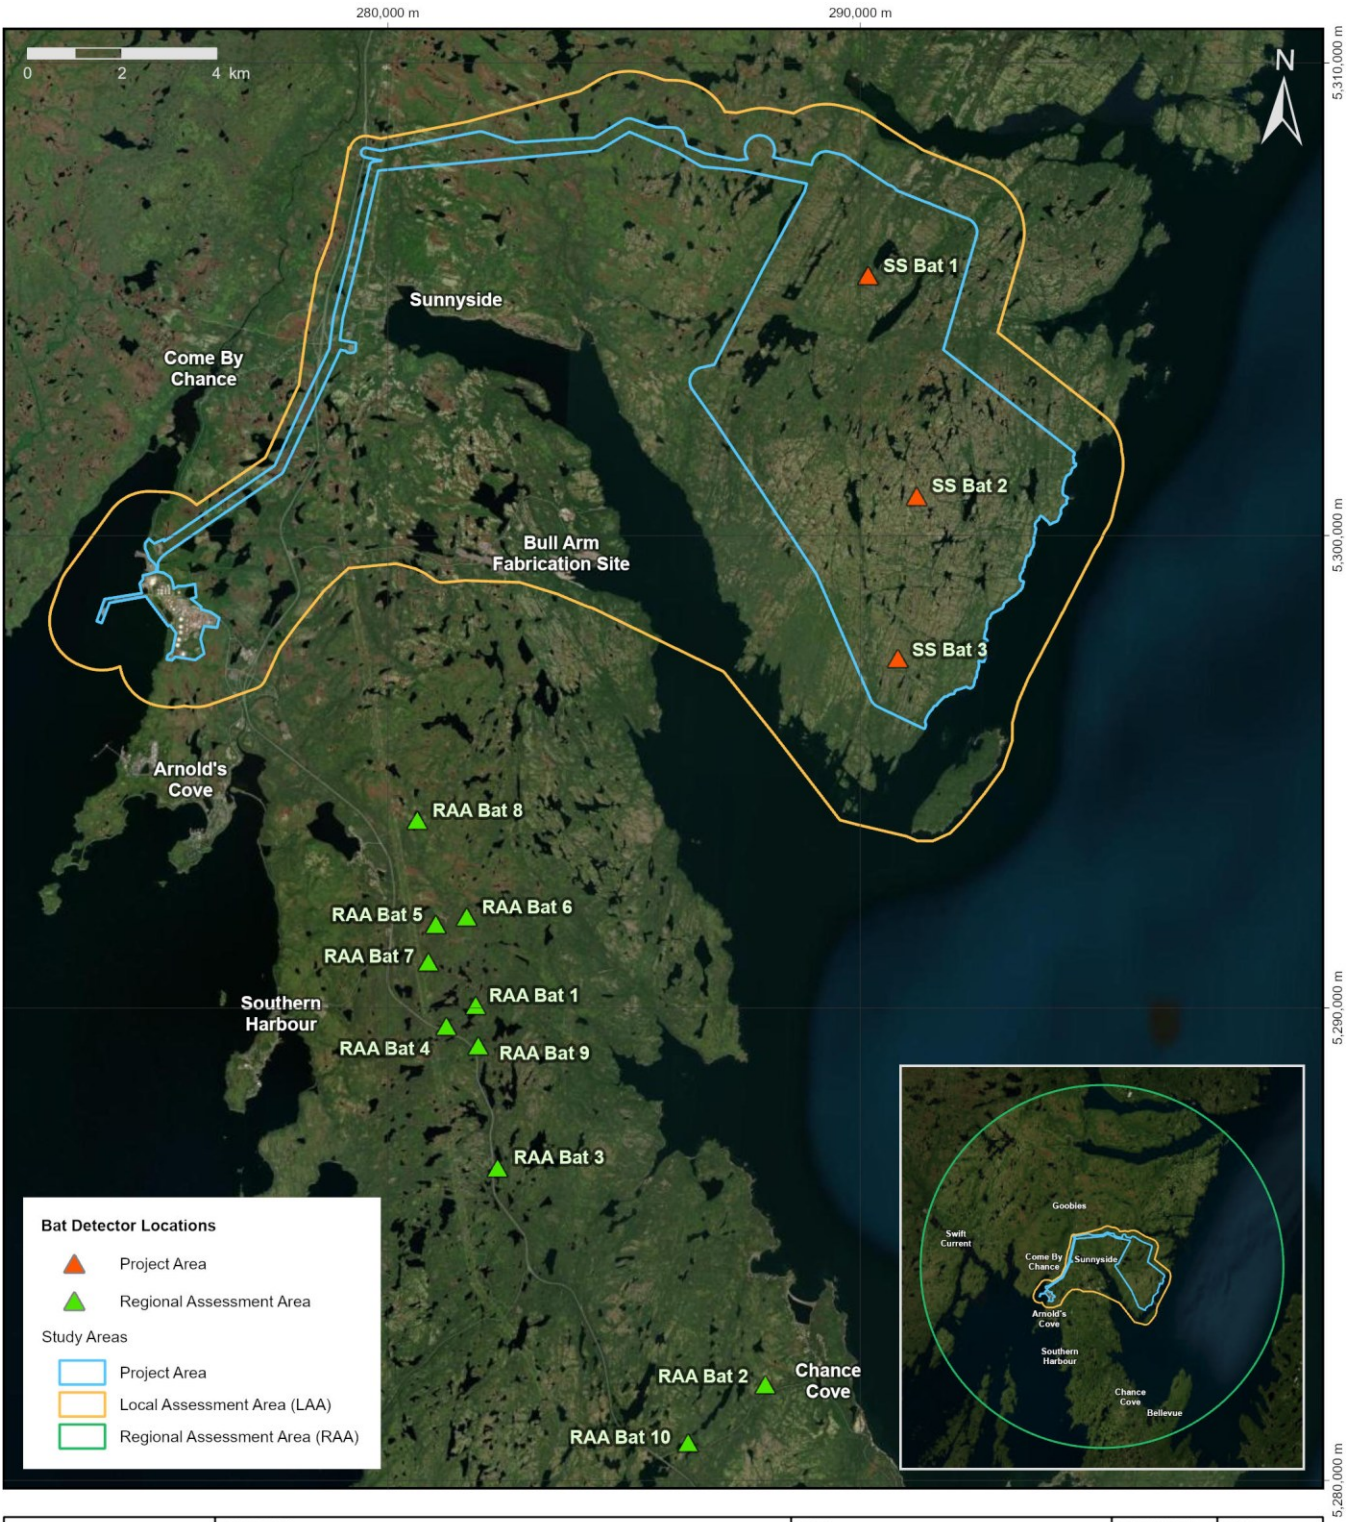 280,000 m
290,000 m
0 2 4 km
N
5,310,000 m
SS Bat 1
Sunnyside
Come By
Chance
SS Bat 2
5,300,000 m
Bull Arm
Fabrication Site
SS Bat 3
Arnold's
Cove
RAA Bat 8
RAA Bat 5
RAA Bat 6
RAA Bat 7
RAA Bat 1
Southern
Harbour
5,290,000 m
RAA Bat 4
RAA Bat 9
RAA Bat 3
RAA Bat 2
Chance
Cove
RAA Bat 10
5,280,000 m
Bat Detector Locations
Project Area
Regional Assessment Area
Study Areas
Project Area
Local Assessment Area (LAA)
Regional Assessment Area (RAA)
Goobies
Swift
Current
Come By
Chance
Sunnyside
Arnold's
Cove
Southern
Harbour
Chance
Cove
Bellevue